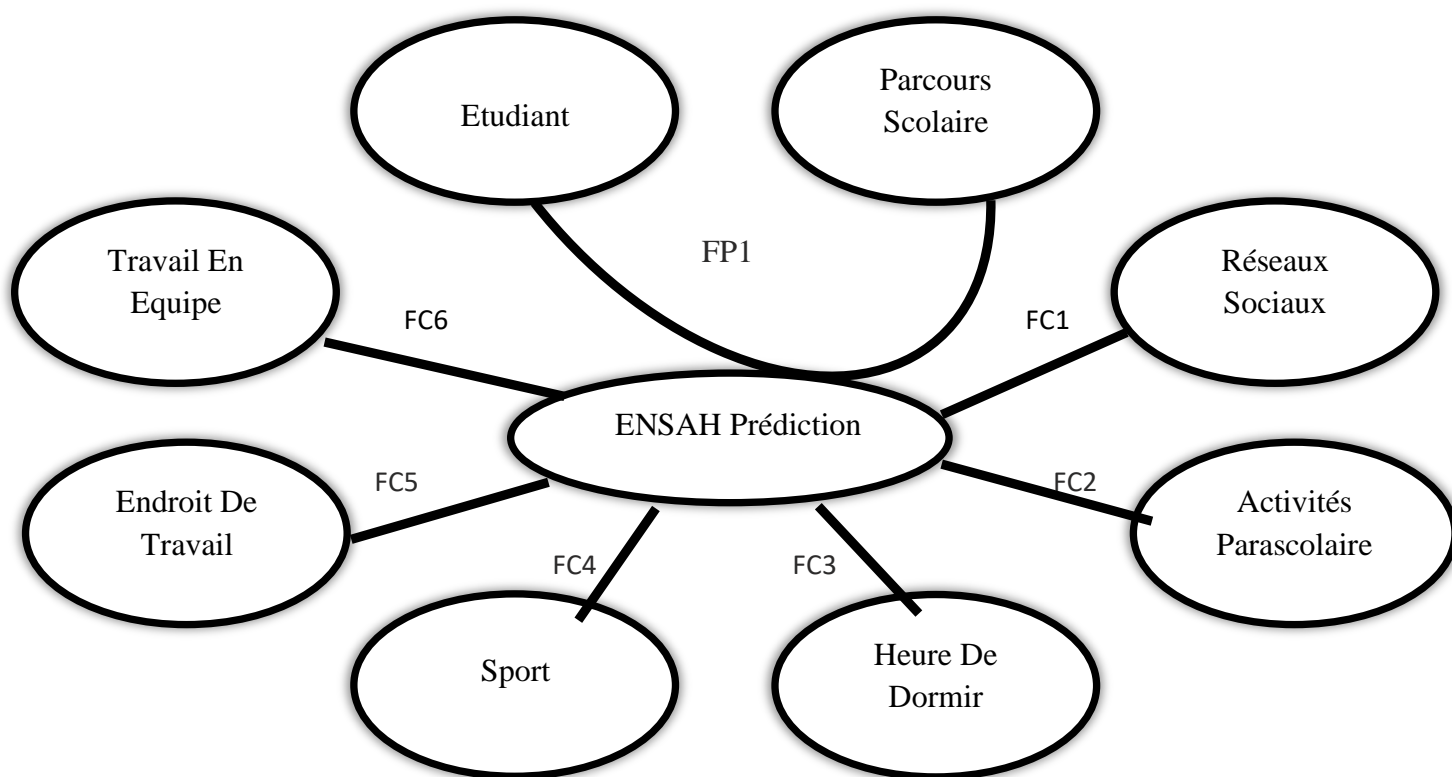 Etudiant
Parcours
Scolaire
FP1
Travail En
Equipe
Réseaux
Sociaux
FC6
FC1
ENSAH Prédiction
FC5
FC2
Endroit De
Travail
Activités
Parascolaire
FC4
FC3
Sport
Heure De
Dormir